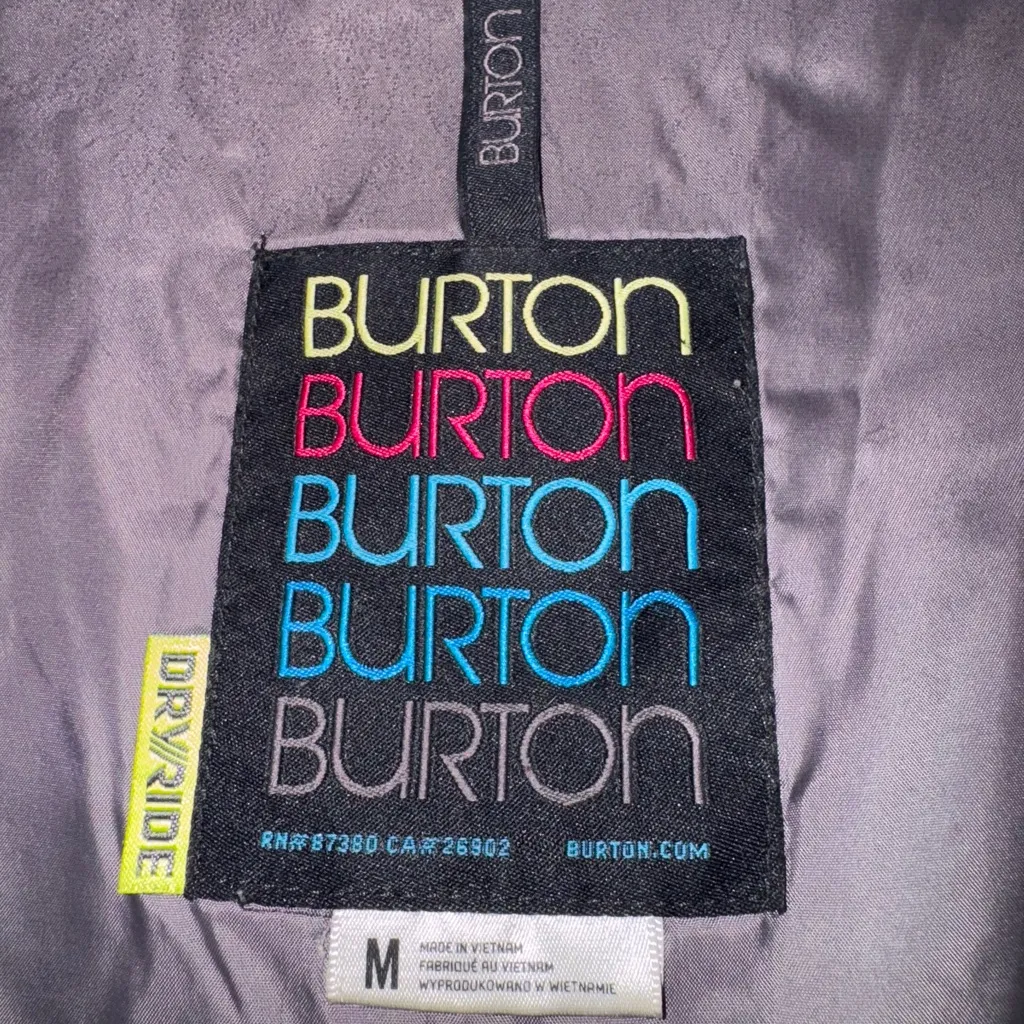 BURTON
BURTON
BURTON
BURTON
BURTON
BURTON
DRY//RIDE
RN# 87380 CA# 26902 BURTON.COM
M
MADE IN VIETNAM
FABRIQUÉ AU VIETNAM
WYPRODUKOWANO W WIETNAMIE